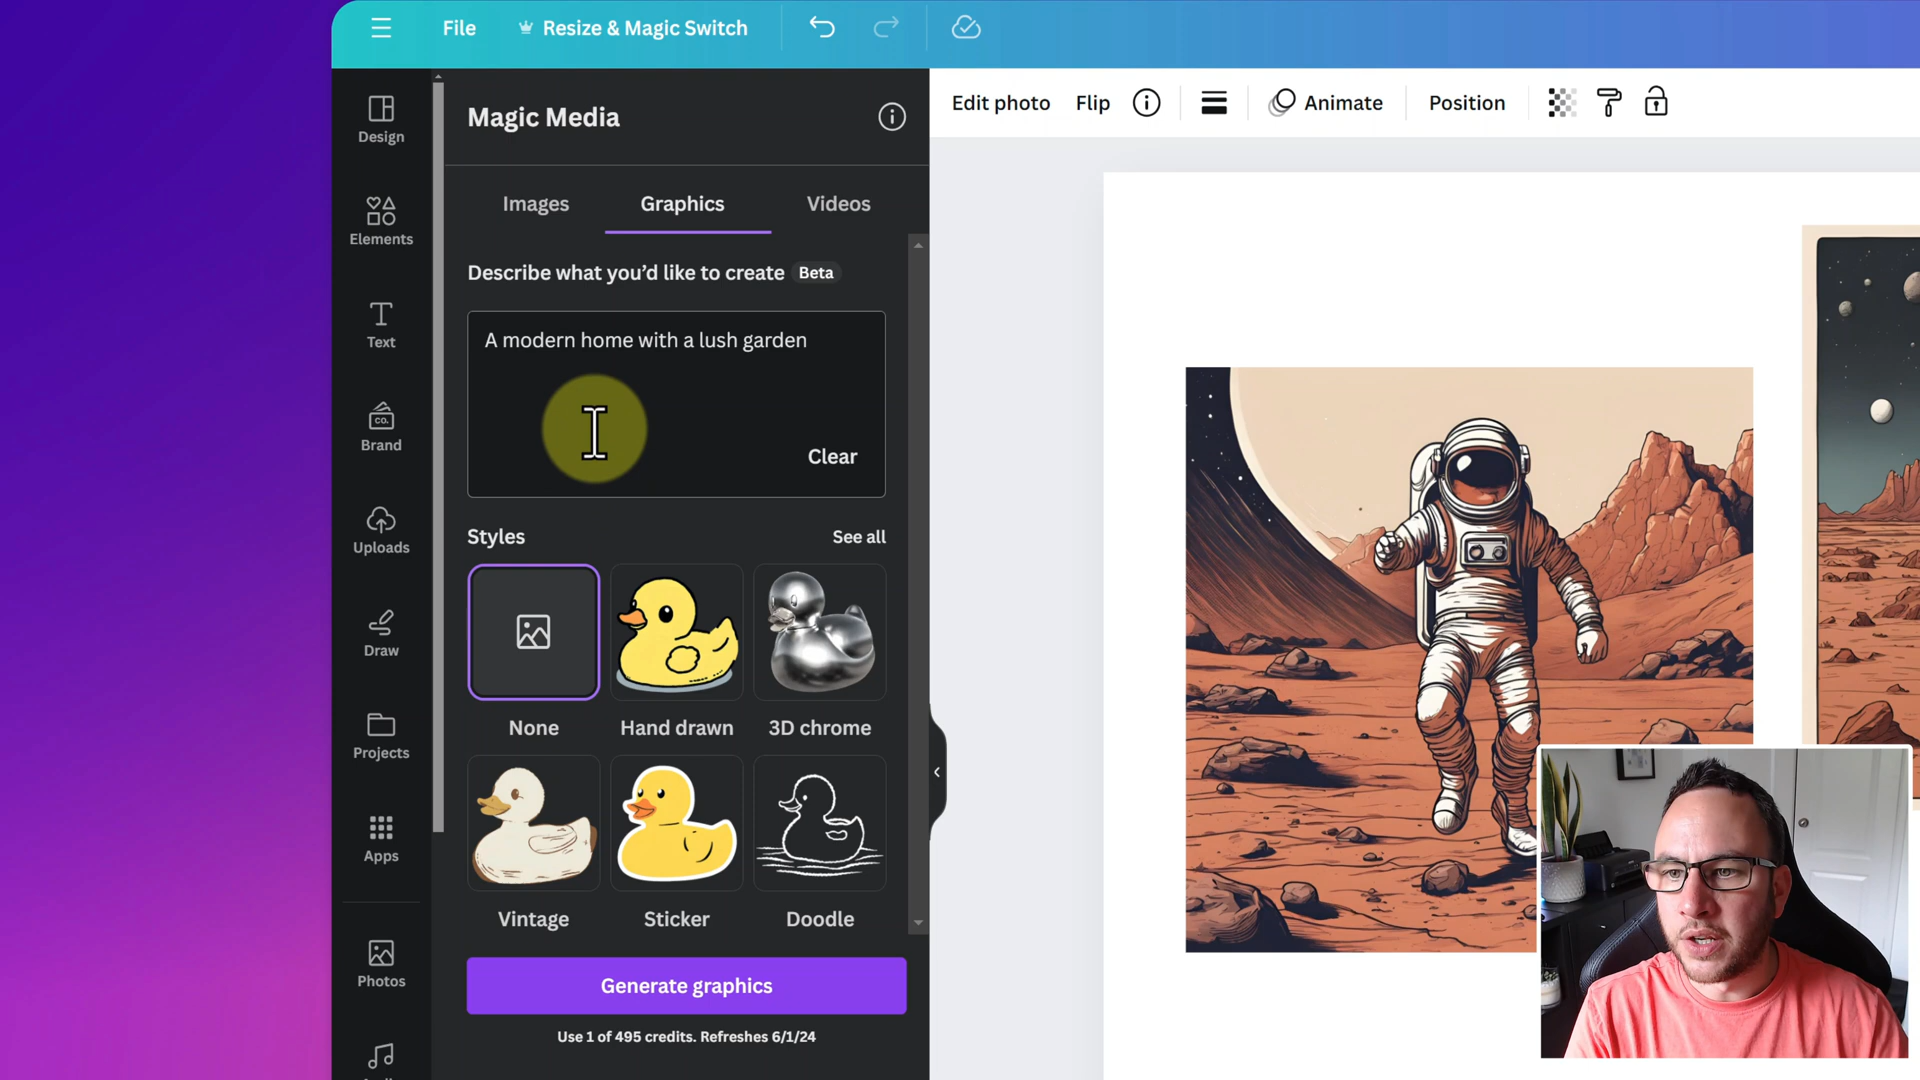 File
Resize & Magic Switch
Design
Elements
Text
CO.
Brand
Uploads
Draw
Projects
Apps
Photos
Magic Media
Images
Graphics
Videos
Describe what you'd like to create
Beta
A modern home with a lush garden
Clear
Styles
See all
None
Hand drawn
3D chrome
Vintage
Sticker
Doodle
Generate graphics
Use 1 of 495 credits. Refreshes 6/1/24
Edit photo
Flip
Animate
Position